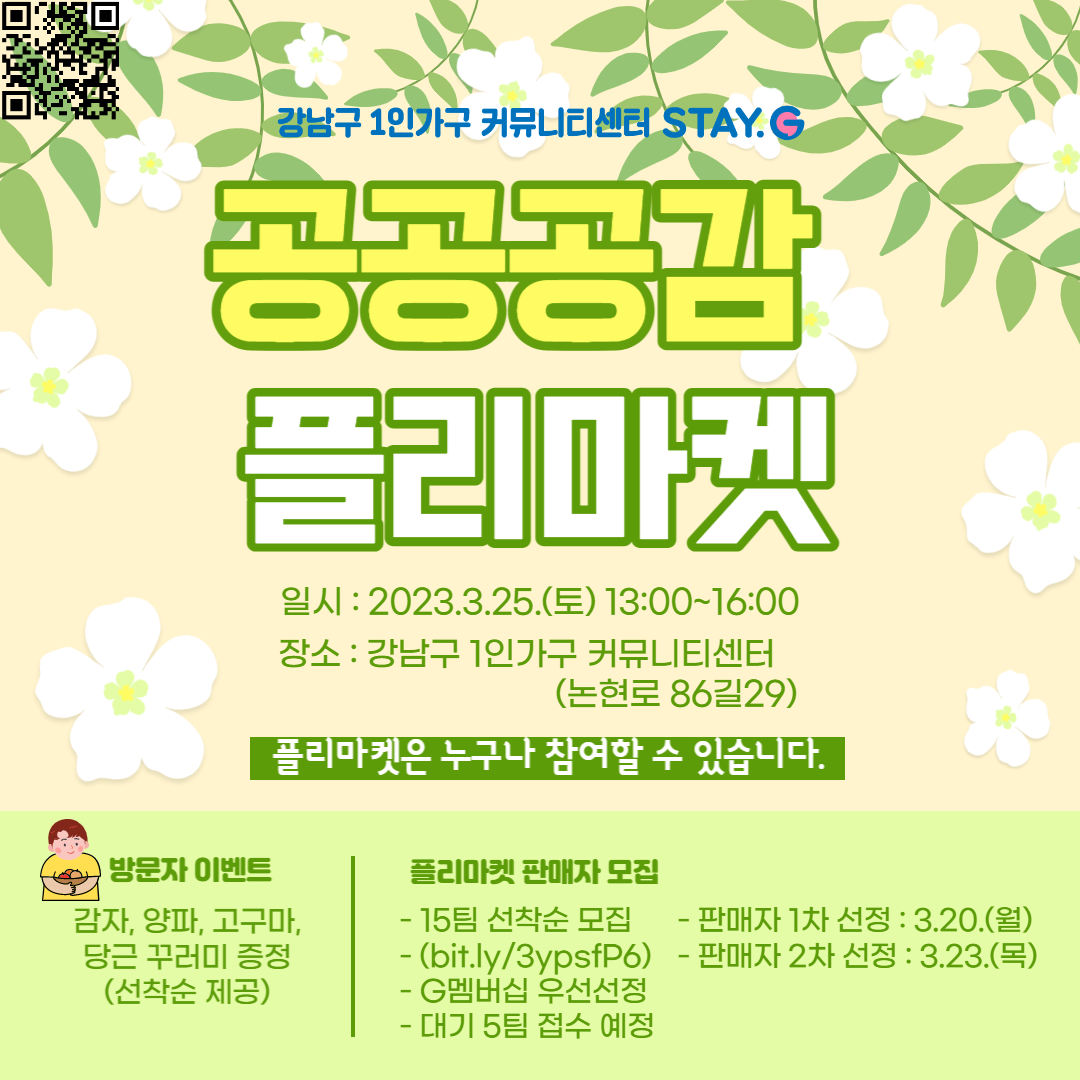 강남구 1인가구 커뮤니티센터 STAY.G
공공공감
플리마켓
일시 : 2023.3.25.(토) 13:00~16:00
장소 : 강남구 1인가구 커뮤니티센터
(논현로 86길29)
플리마켓은 누구나 참여할 수 있습니다.
방문자 이벤트
감자, 양파, 고구마,
당근 꾸러미 증정
(선착순 제공)
플리마켓 판매자 모집
- 15팀 선착순 모집
- (bit.ly/3ypsfP6)
- G멤버십 우선선정
- 대기 5팀 접수 예정
- 판매자 1차 선정 : 3.20.(월)
- 판매자 2차 선정 : 3.23.(목)